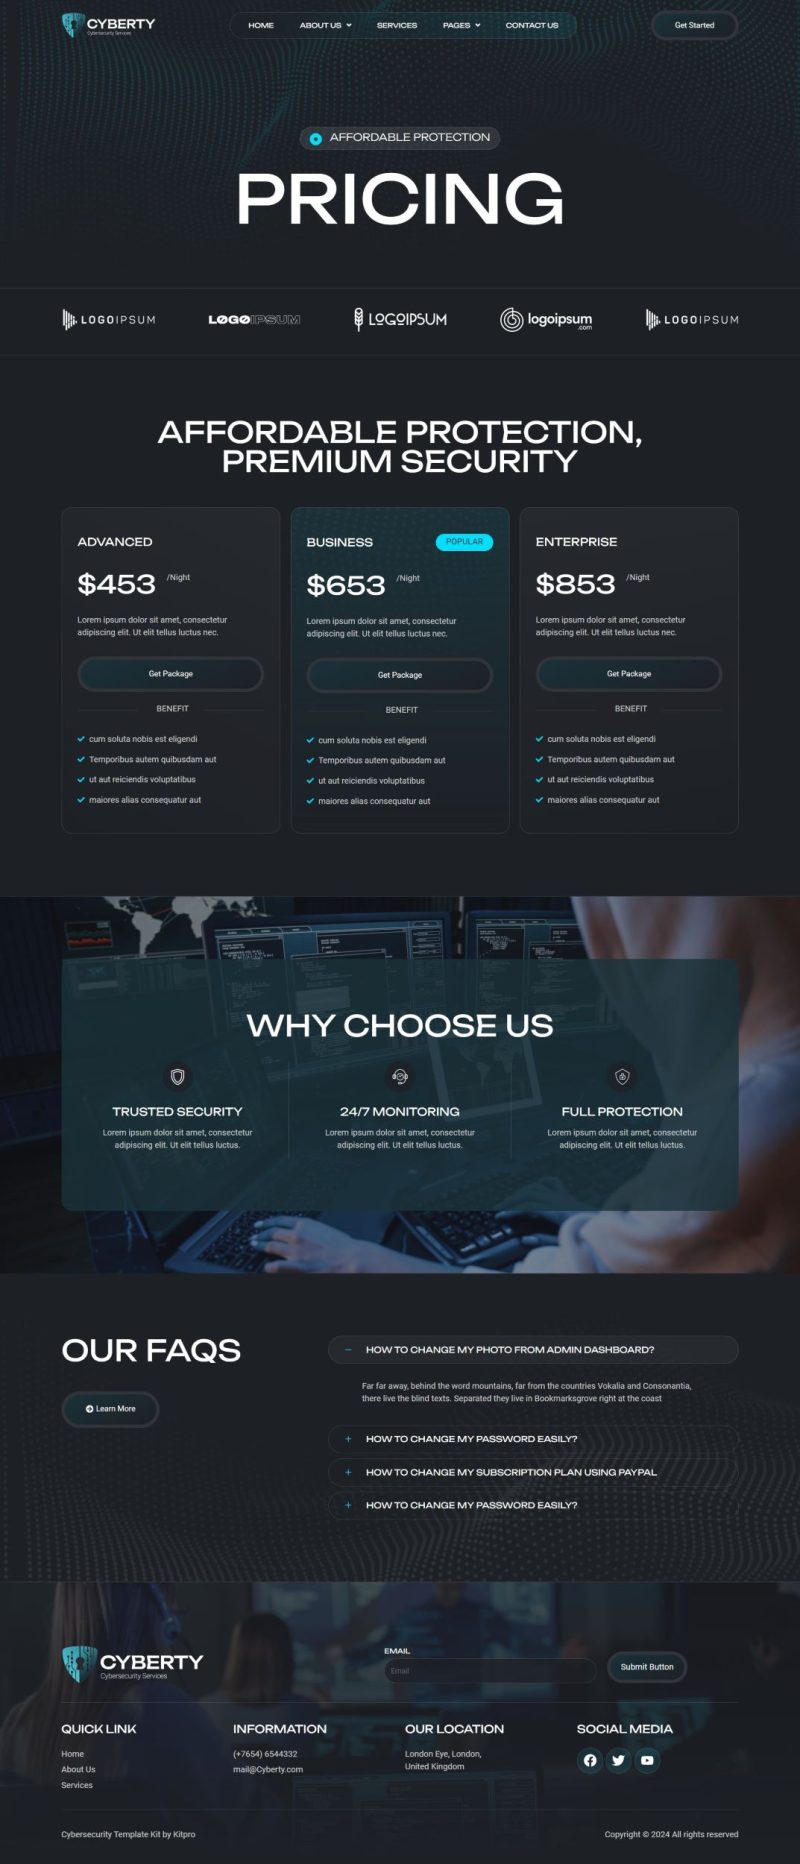 CYBERTY
Cybersecurity Services
HOME
ABOUT US
SERVICES
PAGES
CONTACT US
Get Started
AFFORDABLE PROTECTION
PRICING
LOGOIPSUM
LOGOIPSUM
LOGOIPSUM
logoipsum
.com
LOGOIPSUM
AFFORDABLE PROTECTION,
PREMIUM SECURITY
ADVANCED
$453 /Night
Lorem ipsum dolor sit amet, consectetur
adipiscing elit. Ut elit tellus luctus nec.
Get Package
BENEFIT
cum soluta nobis est eligendi
Temporibus autem quibusdam aut
ut aut reiciendis voluptatibus
maiores alias consequatur aut
BUSINESS
POPULAR
$653 /Night
Lorem ipsum dolor sit amet, consectetur
adipiscing elit. Ut elit tellus luctus nec.
Get Package
BENEFIT
cum soluta nobis est eligendi
Temporibus autem quibusdam aut
ut aut reiciendis voluptatibus
maiores alias consequatur aut
ENTERPRISE
$853 /Night
Lorem ipsum dolor sit amet, consectetur
adipiscing elit. Ut elit tellus luctus nec.
Get Package
BENEFIT
cum soluta nobis est eligendi
Temporibus autem quibusdam aut
ut aut reiciendis voluptatibus
maiores alias consequatur aut
WHY CHOOSE US
TRUSTED SECURITY
Lorem ipsum dolor sit amet, consectetur
adipiscing elit. Ut elit tellus luctus.
24/7 MONITORING
Lorem ipsum dolor sit amet, consectetur
adipiscing elit. Ut elit tellus luctus.
FULL PROTECTION
Lorem ipsum dolor sit amet, consectetur
adipiscing elit. Ut elit tellus luctus.
OUR FAQS
Learn More
HOW TO CHANGE MY PHOTO FROM ADMIN DASHBOARD?
Far far away, behind the word mountains, far from the countries Vokalia and Consonantia,
there live the blind texts. Separated they live in Bookmarksgrove right at the coast
HOW TO CHANGE MY PASSWORD EASILY?
HOW TO CHANGE MY SUBSCRIPTION PLAN USING PAYPAL
HOW TO CHANGE MY PASSWORD EASILY?
CYBERTY
Cybersecurity Services
EMAIL
Email
Submit Button
QUICK LINK
Home
About Us
Services
INFORMATION
(+7654) 6544332
mail@Cyberty.com
OUR LOCATION
London Eye, London,
United Kingdom
SOCIAL MEDIA
Cybersecurity Template Kit by Kitpro
Copyright © 2024 All rights reserved